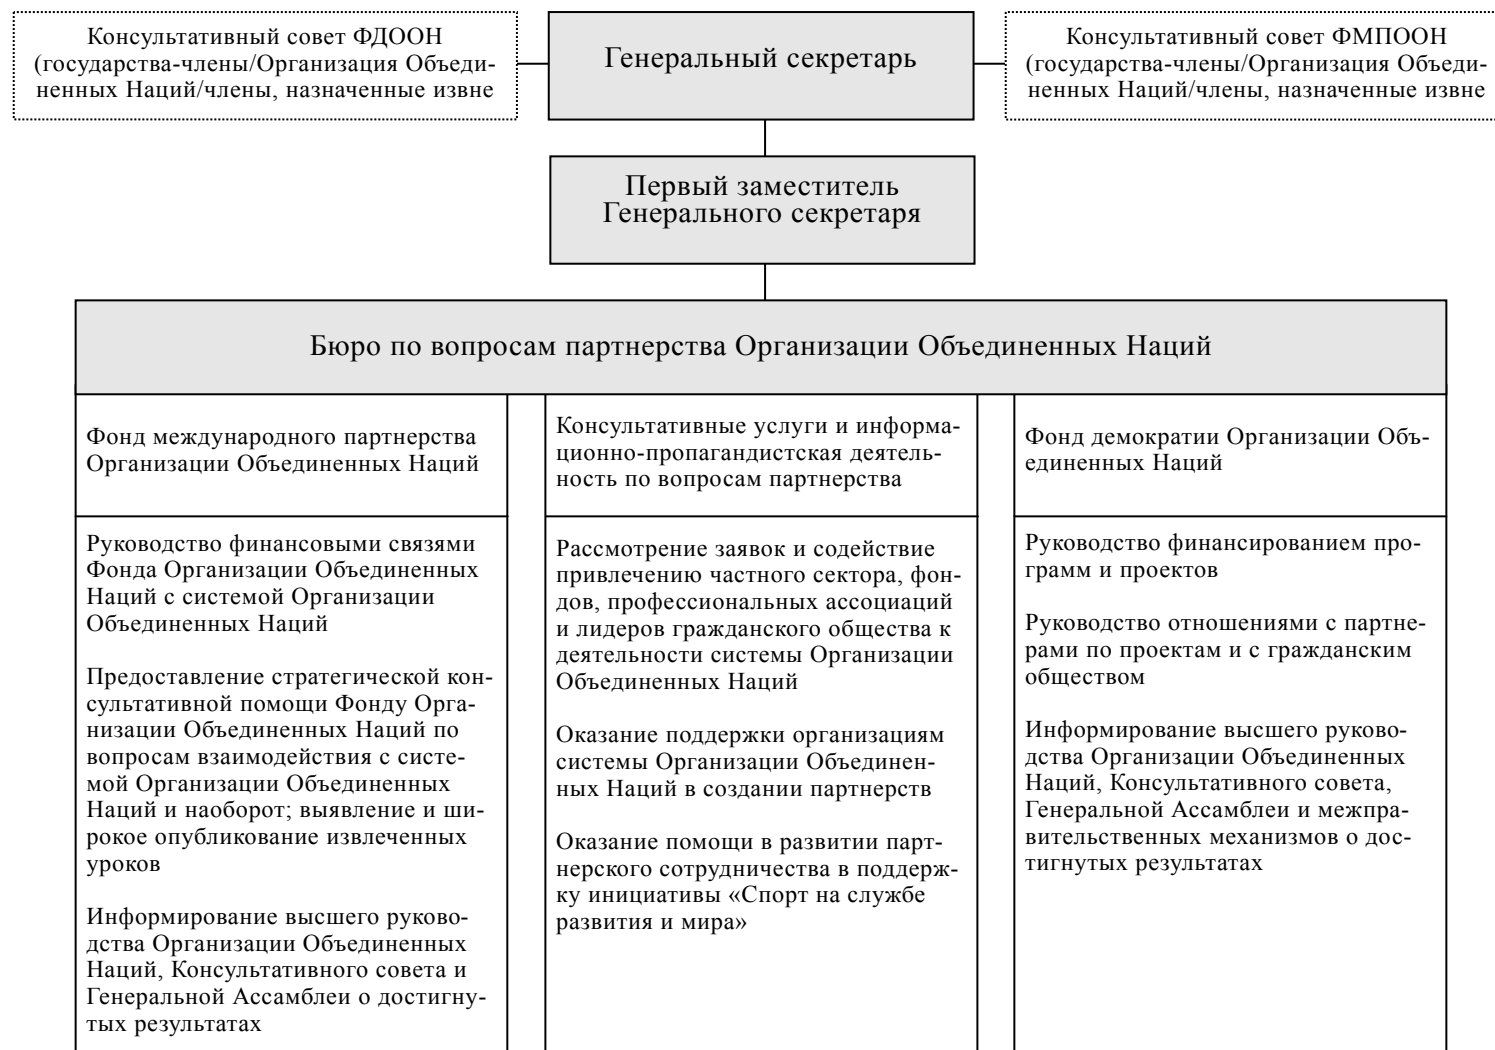 Консультативный совет ФДООН
(государства-члены/Организация Объеди-
ненных Наций/члены, назначенные извне
Генеральный секретарь
Консультативный совет ФМПООН
(государства-члены/Организация Объеди-
ненных Наций/члены, назначенные извне
Первый заместитель
Генерального секретаря
Бюро по вопросам партнерства Организации Объединенных Наций
Фонд международного партнерства
Организации Объединенных Наций
Руководство финансовыми связями
Фонда Организации Объединенных
Наций с системой Организации
Объединенных Наций
Предоставление стратегической кон-
сультативной помощи Фонду Орга-
низации Объединенных Наций по
вопросам взаимодействия с систе-
мой Организации Объединенных
Наций и наоборот; выявление и ши-
рокое опубликование извлеченных
уроков
Информирование высшего руково-
дства Организации Объединенных
Наций, Консультативного совета и
Генеральной Ассамблеи о достигну-
тых результатах
Консультативные услуги и информа-
ционно-пропагандистская деятель-
ность по вопросам партнерства
Рассмотрение заявок и содействие
привлечению частного сектора, фон-
дов, профессиональных ассоциаций
и лидеров гражданского общества к
деятельности системы Организации
Объединенных Наций
Оказание поддержки организациям
системы Организации Объединен-
ных Наций в создании партнерств
Оказание помощи в развитии парт-
нерского сотрудничества в поддерж-
ку инициативы «Спорт на службе
развития и мира»
Фонд демократии Организации Объ-
единенных Наций
Руководство финансированием про-
грамм и проектов
Руководство отношениями с партне-
рами по проектам и с гражданским
обществом
Информирование высшего руково-
дства Организации Объединенных
Наций, Консультативного совета,
Генеральной Ассамблеи и межпра-
вительственных механизмов о дос-
тигнутых результатах